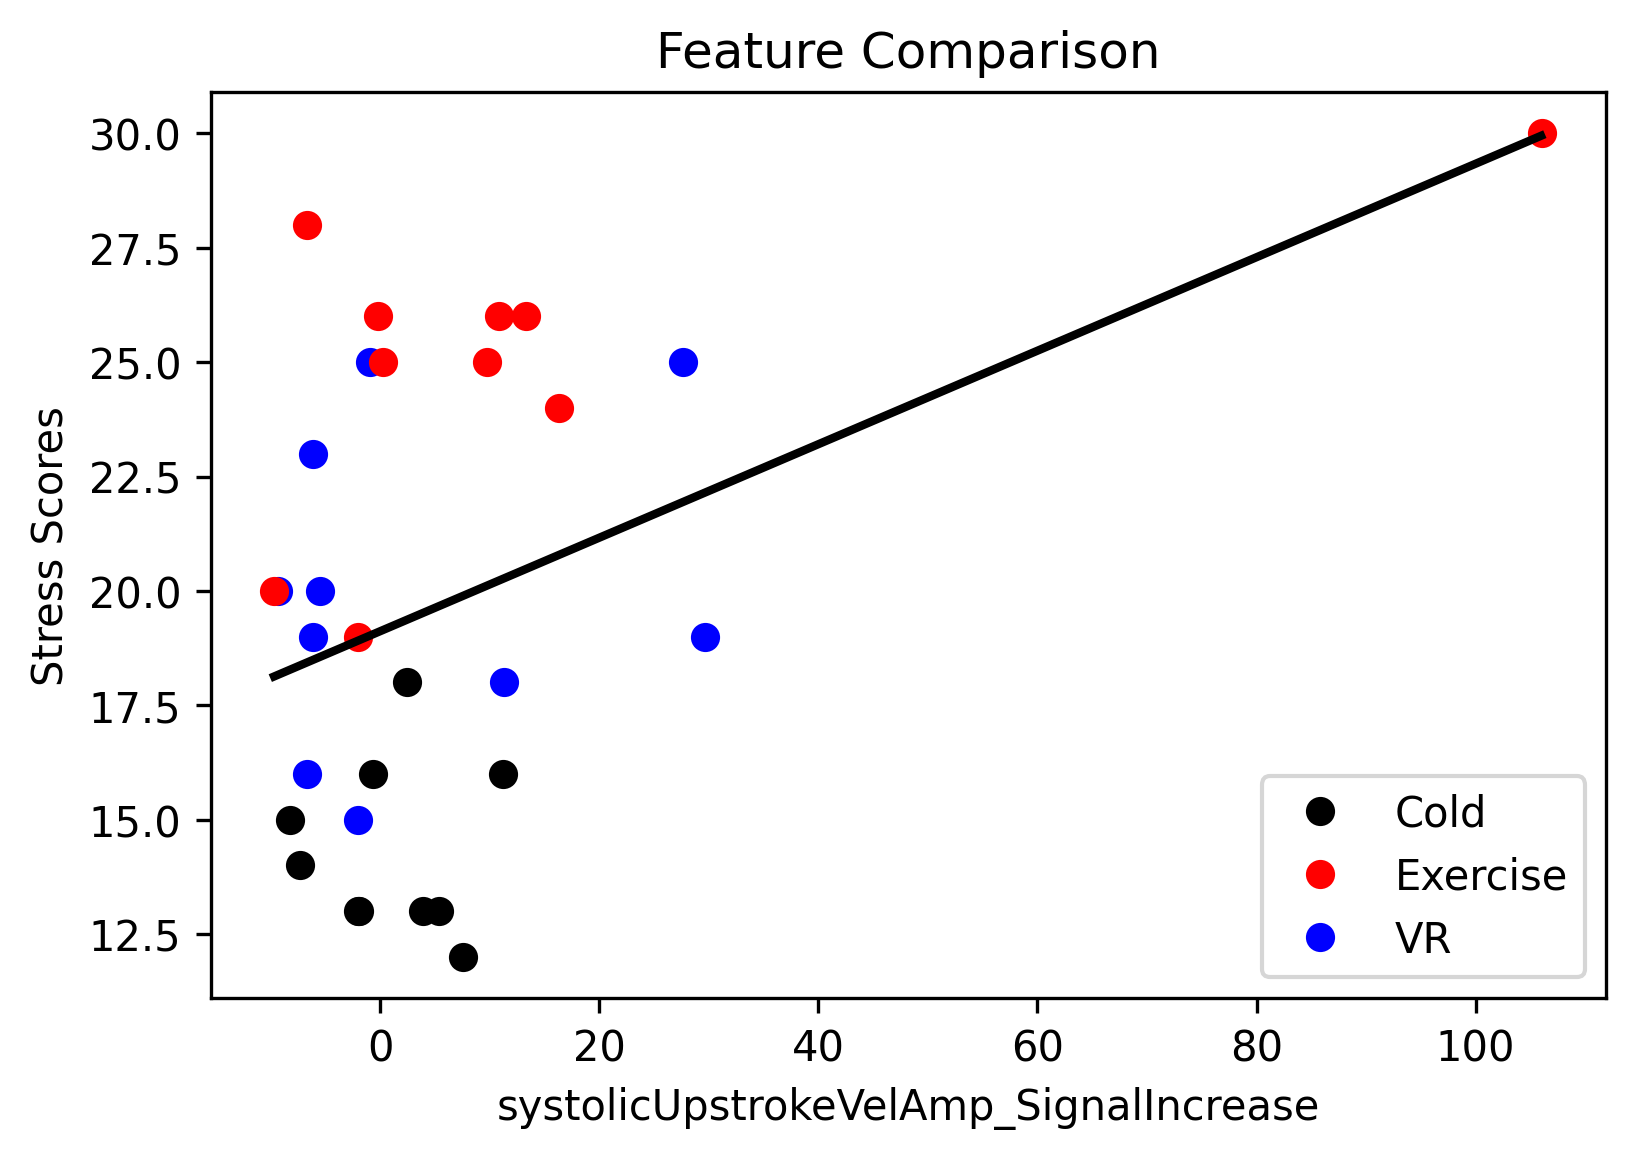 Feature Comparison
30.0
27.5
25.0
22.5
20.0
17.5
15.0
12.5
Stress Scores
0 20 40 60 80 100
systolicUpstrokeVelAmp_SignalIncrease
Cold
Exercise
VR